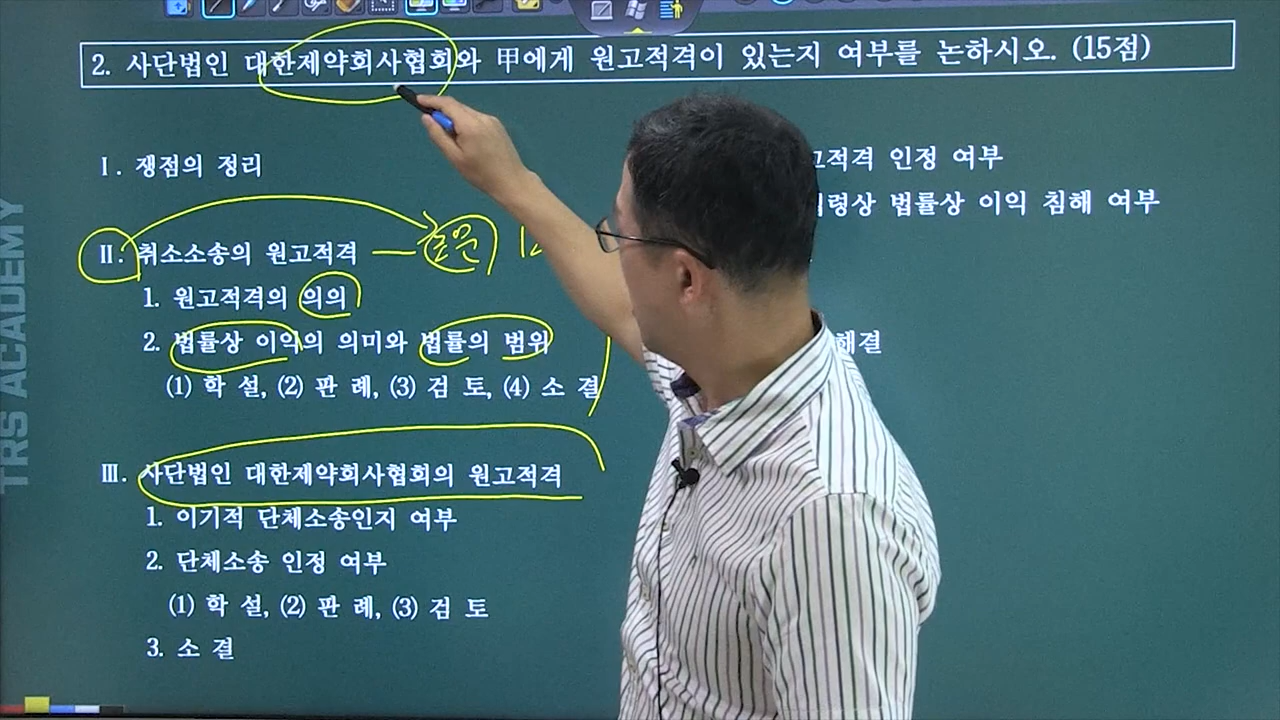 2. 사단법인 대한제약회사협회와 甲에게 원고적격이 있는지 여부를 논하시오. (15점)
Ⅰ. 쟁점의 정리
Ⅱ. 취소소송의 원고적격
1. 원고적격의 의의
2. 법률상 이익의 의미와 법률의 범위
(1) 학 설, (2) 판 례, (3) 검 토, (4) 소 결
Ⅲ. 사단법인 대한제약회사협회의 원고적격
1. 이기적 단체소송인지 여부
2. 단체소송 인정 여부
(1) 학 설, (2) 판 례, (3) 검 토
3. 소 결
인정 여부
법률상 이익 침해 여부
해결
TRS ACADEMY